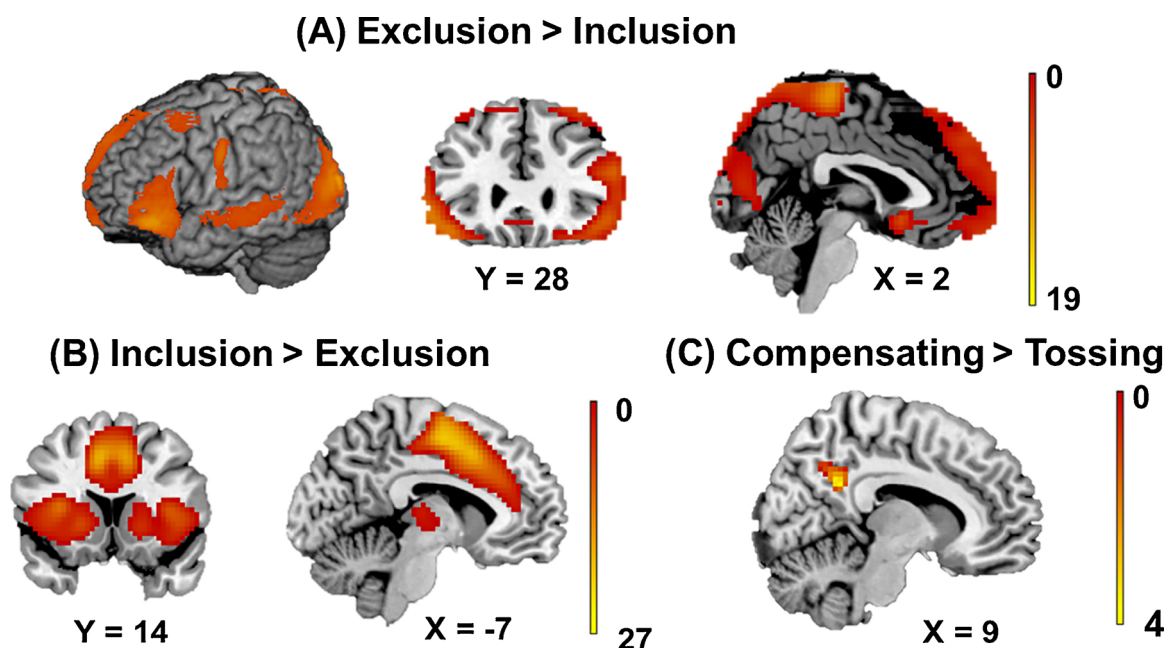 (A) Exclusion > Inclusion
0
Y = 28
X = 2
19
(B) Inclusion > Exclusion
0
Y = 14
X = -7
27
(C) Compensating > Tossing
0
X = 9
4